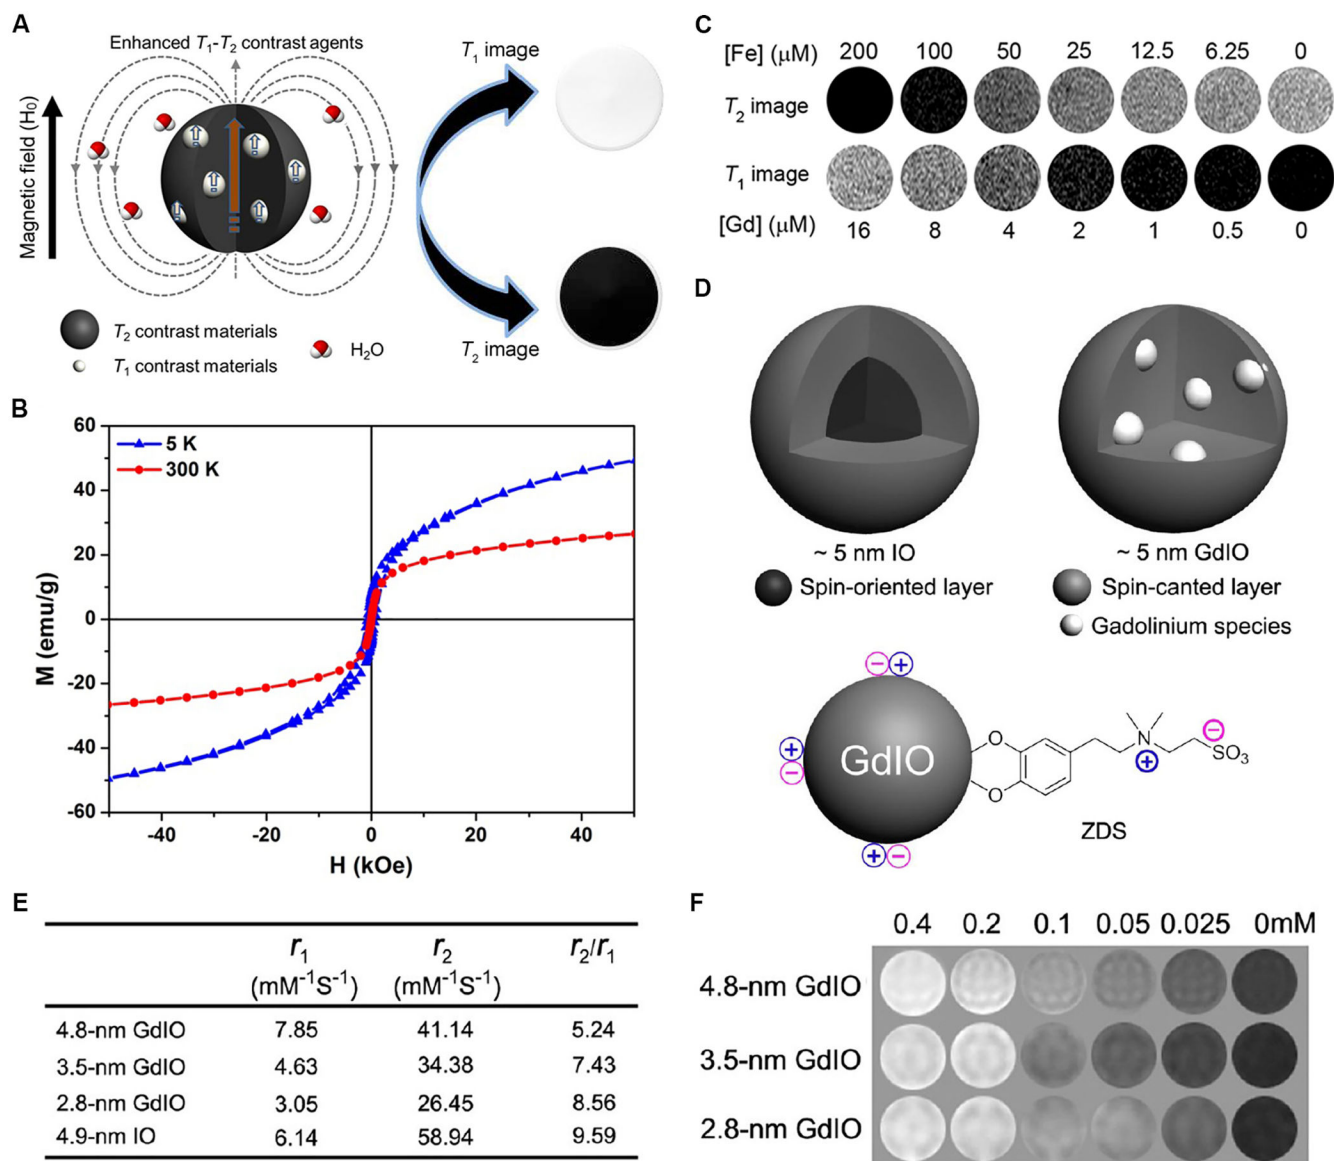 A
Enhanced T1-T2 contrast agents
Magnetic field (H0)
T1 image
T2 image
T2 contrast materials
T1 contrast materials
H2O
B
60
40
20
0
-20
-40
-60
5 K
300 K
M (emu/g)
-40 -20 0 20 40
H (kOe)
C
[Fe] (μM) 200 100 50 25 12.5 6.25 0
T2 image
T1 image
[Gd] (μM) 16 8 4 2 1 0.5 0
D
~ 5 nm IO
~ 5 nm GdIO
Spin-oriented layer
Spin-canted layer
Gadolinium species
− +
+
−
+ −
GdIO
O
O
N
+
−
SO3
ZDS
E
r1 r2 r2/r1
(mM-1S-1) (mM-1S-1)
4.8-nm GdIO 7.85 41.14 5.24
3.5-nm GdIO 4.63 34.38 7.43
2.8-nm GdIO 3.05 26.45 8.56
4.9-nm IO 6.14 58.94 9.59
F
0.4 0.2 0.1 0.05 0.025 0mM
4.8-nm GdIO
3.5-nm GdIO
2.8-nm GdIO